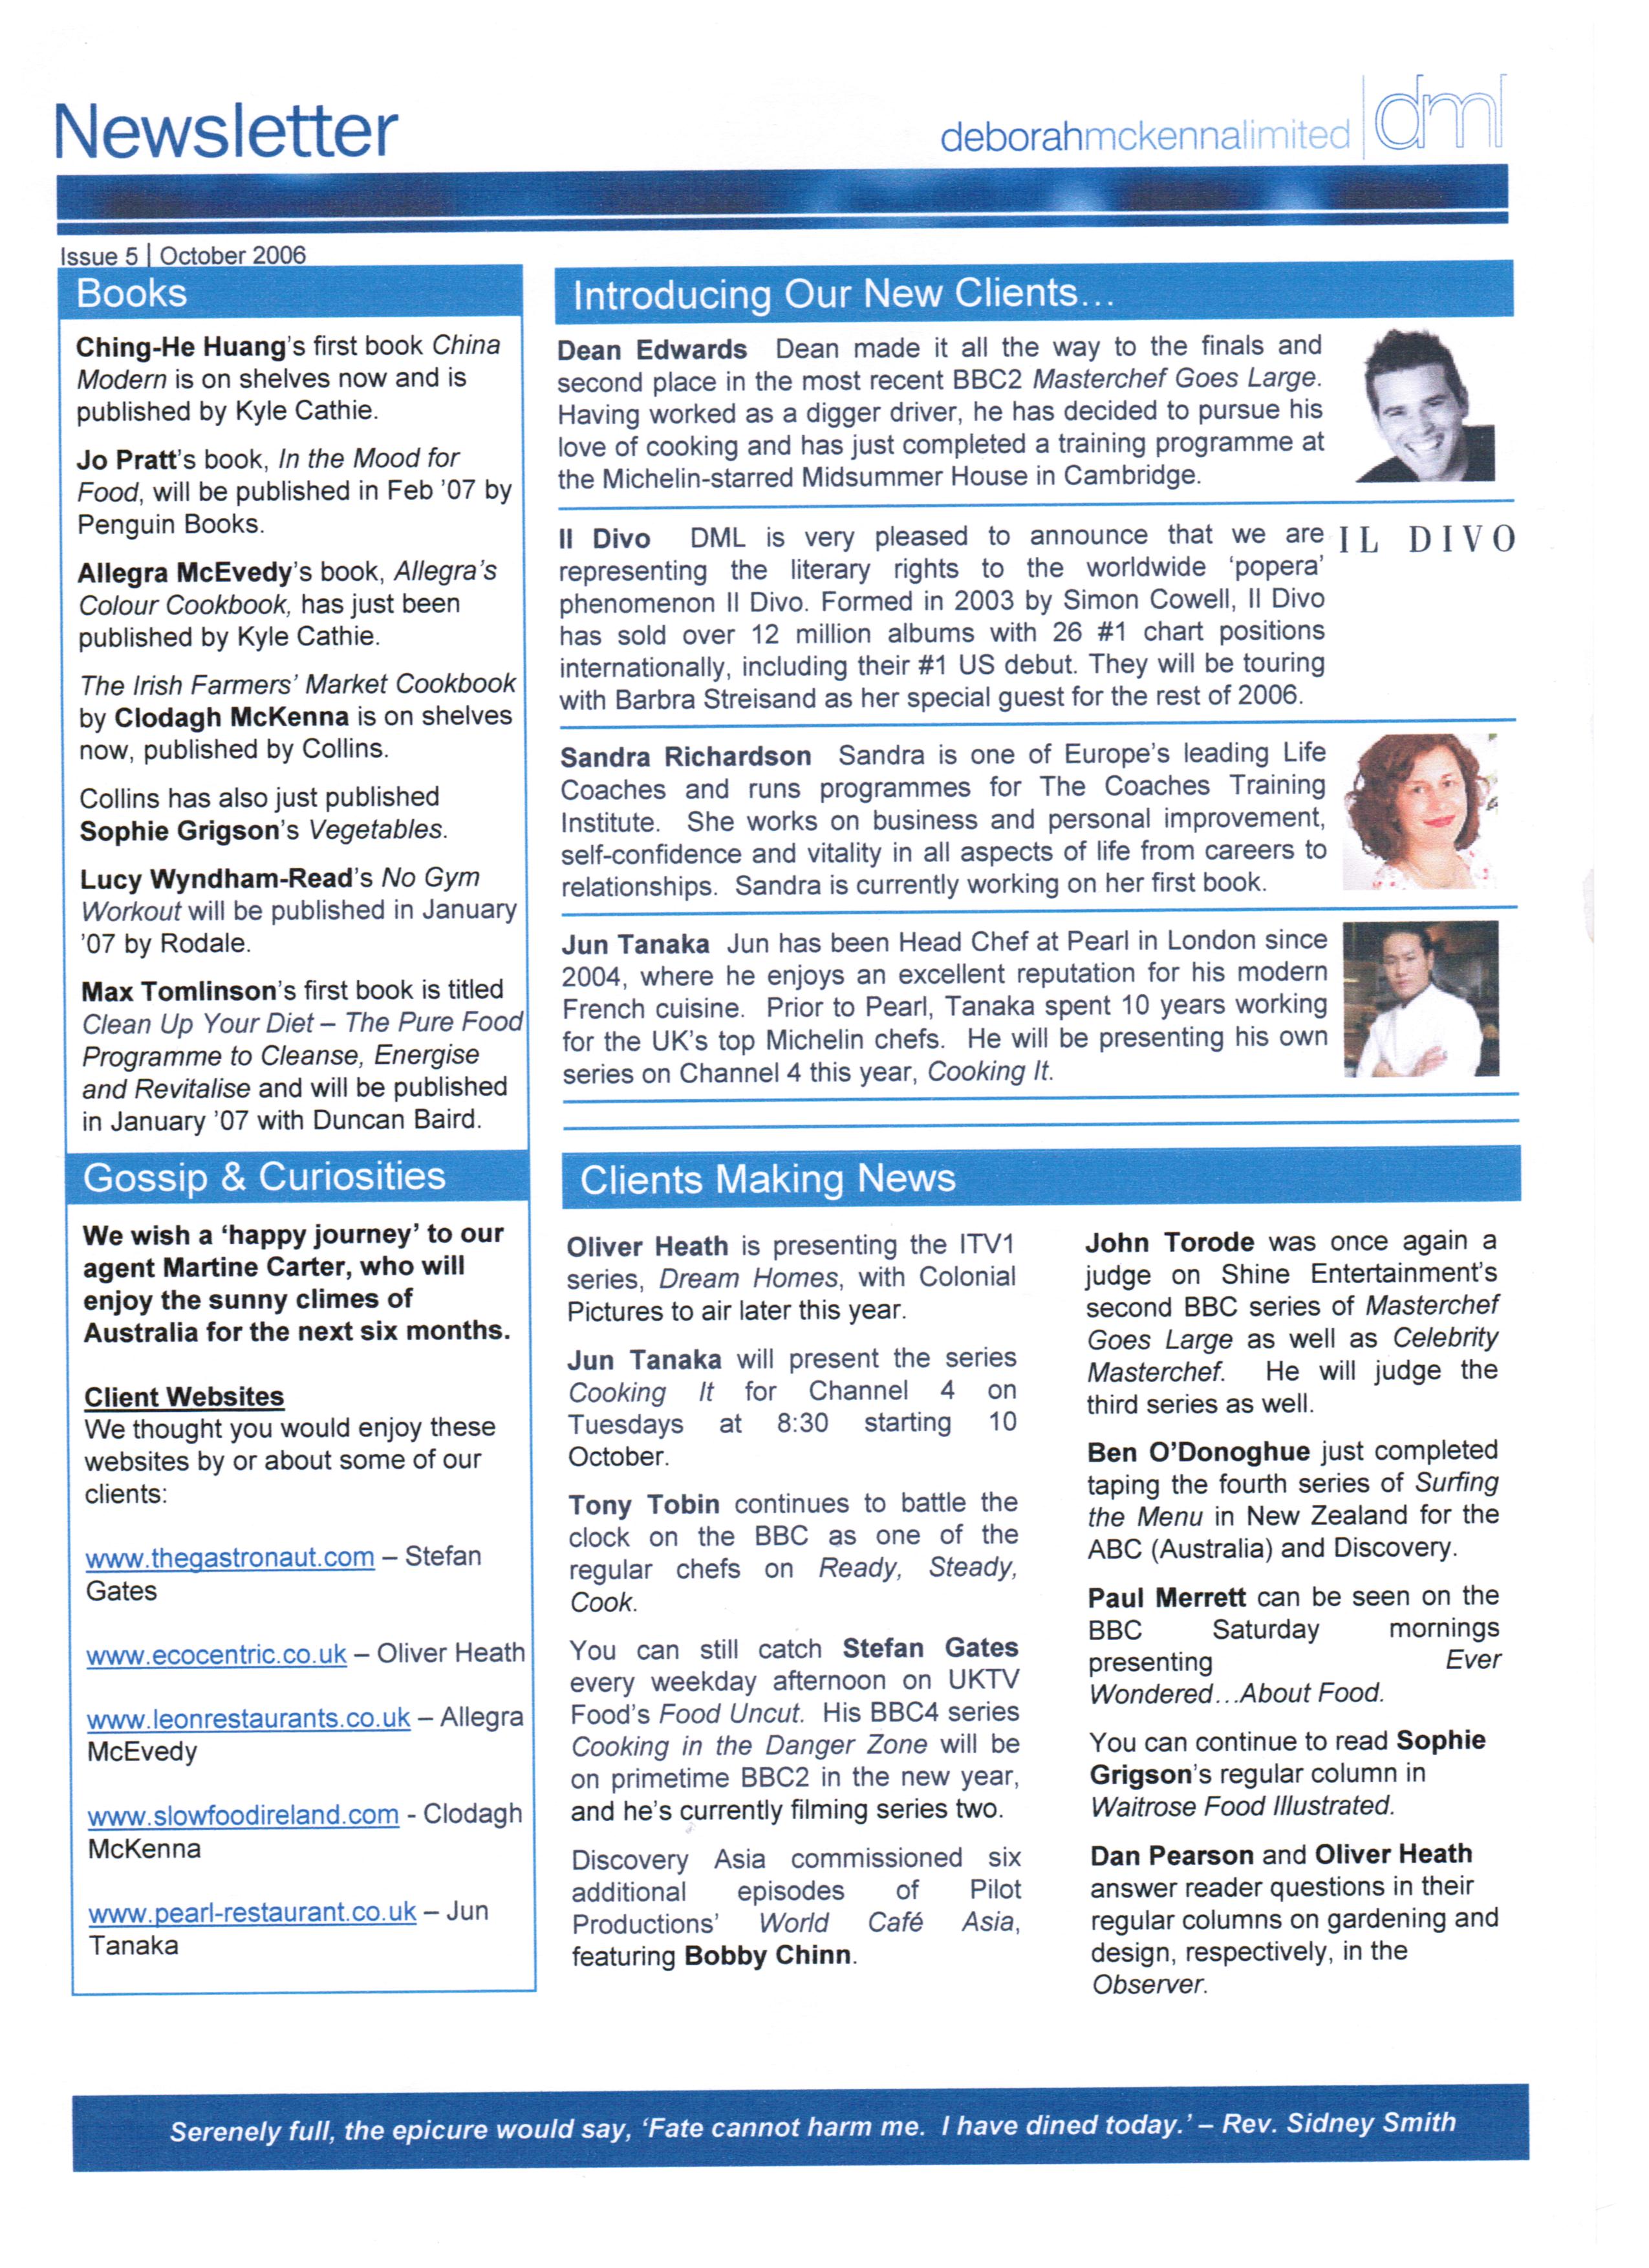 Newsletter
deborahmckennalimited dml
Issue 5 | October 2006
Books
Ching-He Huang's first book China
Modern is on shelves now and is
published by Kyle Cathie.
Jo Pratt's book, In the Mood for
Food, will be published in Feb '07 by
Penguin Books.
Allegra McEvedy's book, Allegra's
Colour Cookbook, has just been
published by Kyle Cathie.
The Irish Farmers' Market Cookbook
by Clodagh McKenna is on shelves
now, published by Collins.
Collins has also just published
Sophie Grigson's Vegetables.
Lucy Wyndham-Read's No Gym
Workout will be published in January
'07 by Rodale.
Max Tomlinson's first book is titled
Clean Up Your Diet – The Pure Food
Programme to Cleanse, Energise
and Revitalise and will be published
in January '07 with Duncan Baird.
Gossip & Curiosities
We wish a 'happy journey' to our
agent Martine Carter, who will
enjoy the sunny climes of
Australia for the next six months.
Client Websites
We thought you would enjoy these
websites by or about some of our
clients:
www.thegastronaut.com – Stefan
Gates
www.ecocentric.co.uk – Oliver Heath
www.leonrestaurants.co.uk – Allegra
McEvedy
www.slowfoodireland.com - Clodagh
McKenna
www.pearl-restaurant.co.uk – Jun
Tanaka
Introducing Our New Clients...
Dean Edwards Dean made it all the way to the finals and
second place in the most recent BBC2 Masterchef Goes Large.
Having worked as a digger driver, he has decided to pursue his
love of cooking and has just completed a training programme at
the Michelin-starred Midsummer House in Cambridge.
Il Divo DML is very pleased to announce that we are
representing the literary rights to the worldwide 'popera'
phenomenon Il Divo. Formed in 2003 by Simon Cowell, Il Divo
has sold over 12 million albums with 26 #1 chart positions
internationally, including their #1 US debut. They will be touring
with Barbra Streisand as her special guest for the rest of 2006.
IL DIVO
Sandra Richardson Sandra is one of Europe's leading Life
Coaches and runs programmes for The Coaches Training
Institute. She works on business and personal improvement,
self-confidence and vitality in all aspects of life from careers to
relationships. Sandra is currently working on her first book.
Jun Tanaka Jun has been Head Chef at Pearl in London since
2004, where he enjoys an excellent reputation for his modern
French cuisine. Prior to Pearl, Tanaka spent 10 years working
for the UK's top Michelin chefs. He will be presenting his own
series on Channel 4 this year, Cooking It.
Clients Making News
Oliver Heath is presenting the ITV1
series, Dream Homes, with Colonial
Pictures to air later this year.
Jun Tanaka will present the series
Cooking It for Channel 4 on
Tuesdays at 8:30 starting 10
October.
Tony Tobin continues to battle the
clock on the BBC as one of the
regular chefs on Ready, Steady,
Cook.
You can still catch Stefan Gates
every weekday afternoon on UKTV
Food's Food Uncut. His BBC4 series
Cooking in the Danger Zone will be
on primetime BBC2 in the new year,
and he's currently filming series two.
Discovery Asia commissioned six
additional episodes of Pilot
Productions' World Café Asia,
featuring Bobby Chinn.
John Torode was once again a
judge on Shine Entertainment's
second BBC series of Masterchef
Goes Large as well as Celebrity
Masterchef. He will judge the
third series as well.
Ben O'Donoghue just completed
taping the fourth series of Surfing
the Menu in New Zealand for the
ABC (Australia) and Discovery.
Paul Merrett can be seen on the
BBC Saturday mornings
presenting Ever
Wondered...About Food.
You can continue to read Sophie
Grigson's regular column in
Waitrose Food Illustrated.
Dan Pearson and Oliver Heath
answer reader questions in their
regular columns on gardening and
design, respectively, in the
Observer.
Serenely full, the epicure would say, 'Fate cannot harm me. I have dined today.' – Rev. Sidney Smith